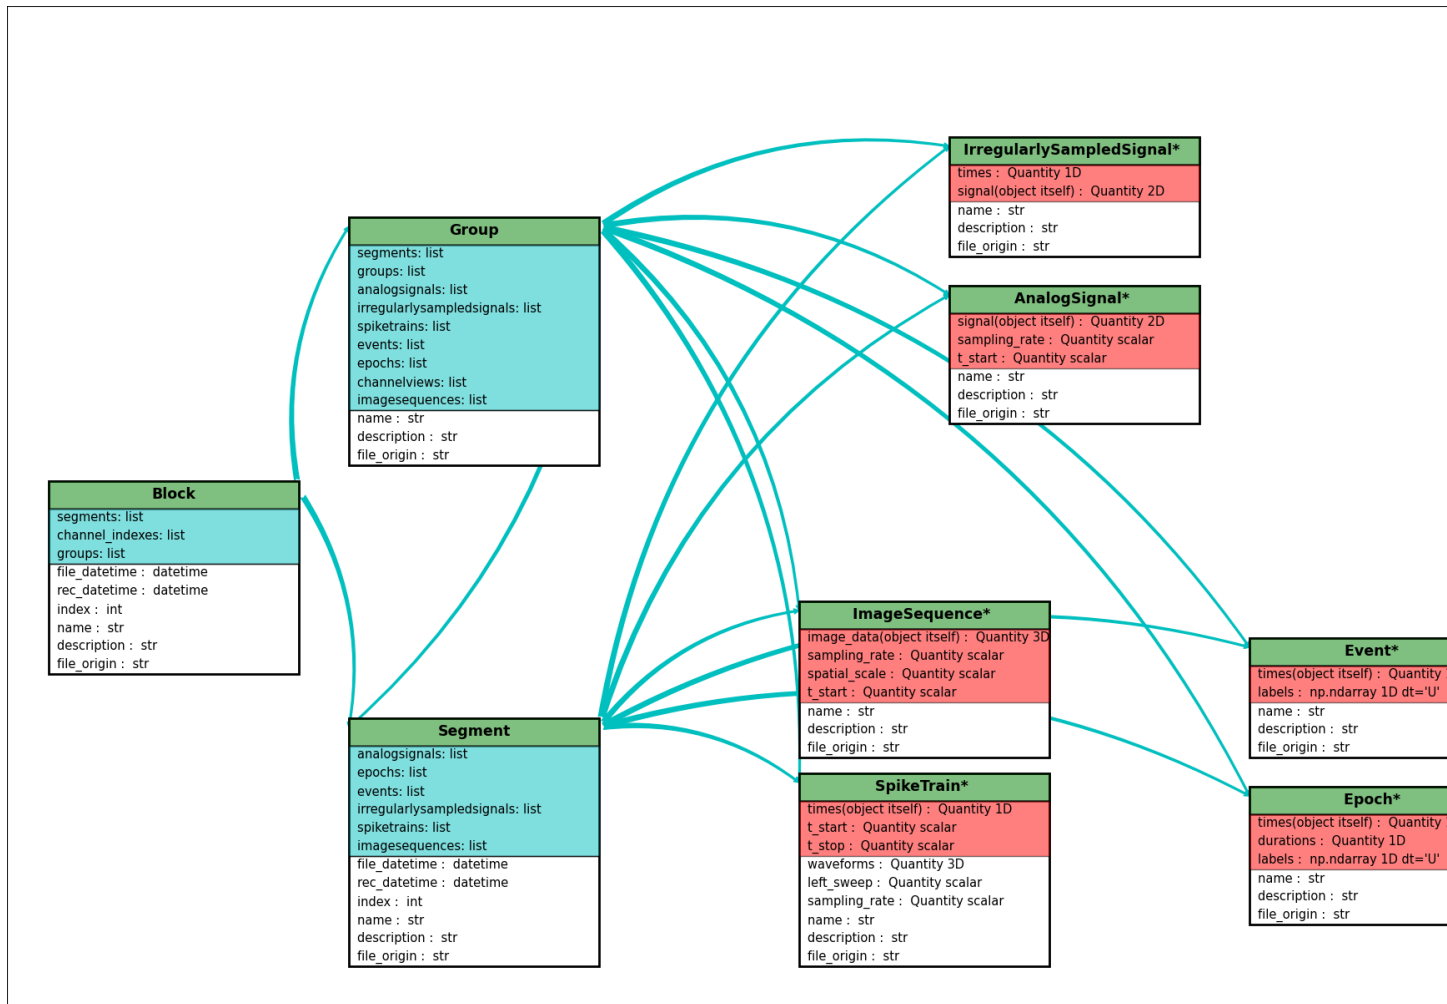 Block
segments: list
channel_indexes: list
groups: list
file_datetime :  datetime
rec_datetime :  datetime
index :  int
name :  str
description :  str
file_origin :  str
Group
segments: list
groups: list
analogsignals: list
irregularlysampledsignals: list
spiketrains: list
events: list
epochs: list
channelviews: list
imagesequences: list
name :  str
description :  str
file_origin :  str
Segment
analogsignals: list
epochs: list
events: list
irregularlysampledsignals: list
spiketrains: list
imagesequences: list
file_datetime :  datetime
rec_datetime :  datetime
index :  int
name :  str
description :  str
file_origin :  str
IrregularlySampledSignal*
times :  Quantity 1D
signal(object itself) :  Quantity 2D
name :  str
description :  str
file_origin :  str
AnalogSignal*
signal(object itself) :  Quantity 2D
sampling_rate :  Quantity scalar
t_start :  Quantity scalar
name :  str
description :  str
file_origin :  str
ImageSequence*
image_data(object itself) :  Quantity 3D
sampling_rate :  Quantity scalar
spatial_scale :  Quantity scalar
t_start :  Quantity scalar
name :  str
description :  str
file_origin :  str
SpikeTrain*
times(object itself) :  Quantity 1D
t_start :  Quantity scalar
t_stop :  Quantity scalar
waveforms :  Quantity 3D
left_sweep :  Quantity scalar
sampling_rate :  Quantity scalar
name :  str
description :  str
file_origin :  str
Event*
times(object itself) :  Quantity
labels :  np.ndarray 1D dt='U'
name :  str
description :  str
file_origin :  str
Epoch*
times(object itself) :  Quantity
durations :  Quantity 1D
labels :  np.ndarray 1D dt='U'
name :  str
description :  str
file_origin :  str